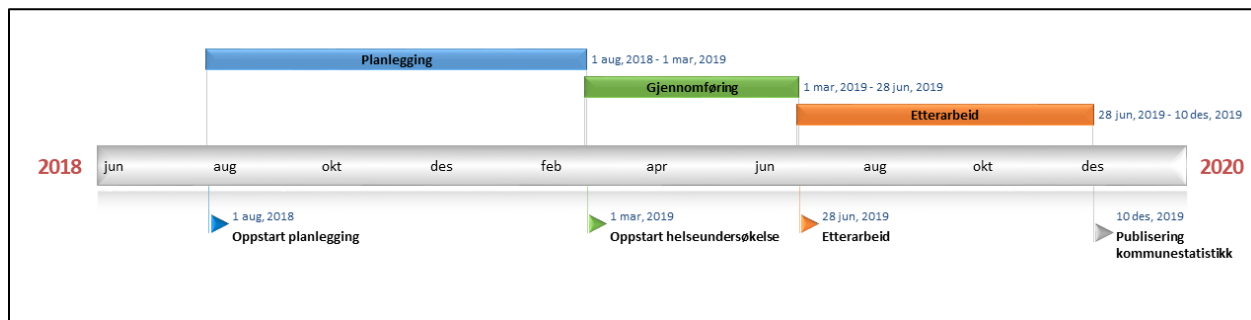 Planlegging
1 aug, 2018 - 1 mar, 2019
Gjennomføring
1 mar, 2019 - 28 jun, 2019
Etterarbeid
28 jun, 2019 - 10 des, 2019
2018
jun aug okt des feb apr jun aug okt des
2020
1 aug, 2018
Oppstart planlegging
1 mar, 2019
Oppstart helseundersøkelse
28 jun, 2019
Etterarbeid
10 des, 2019
Publisering
kommunestatistikk